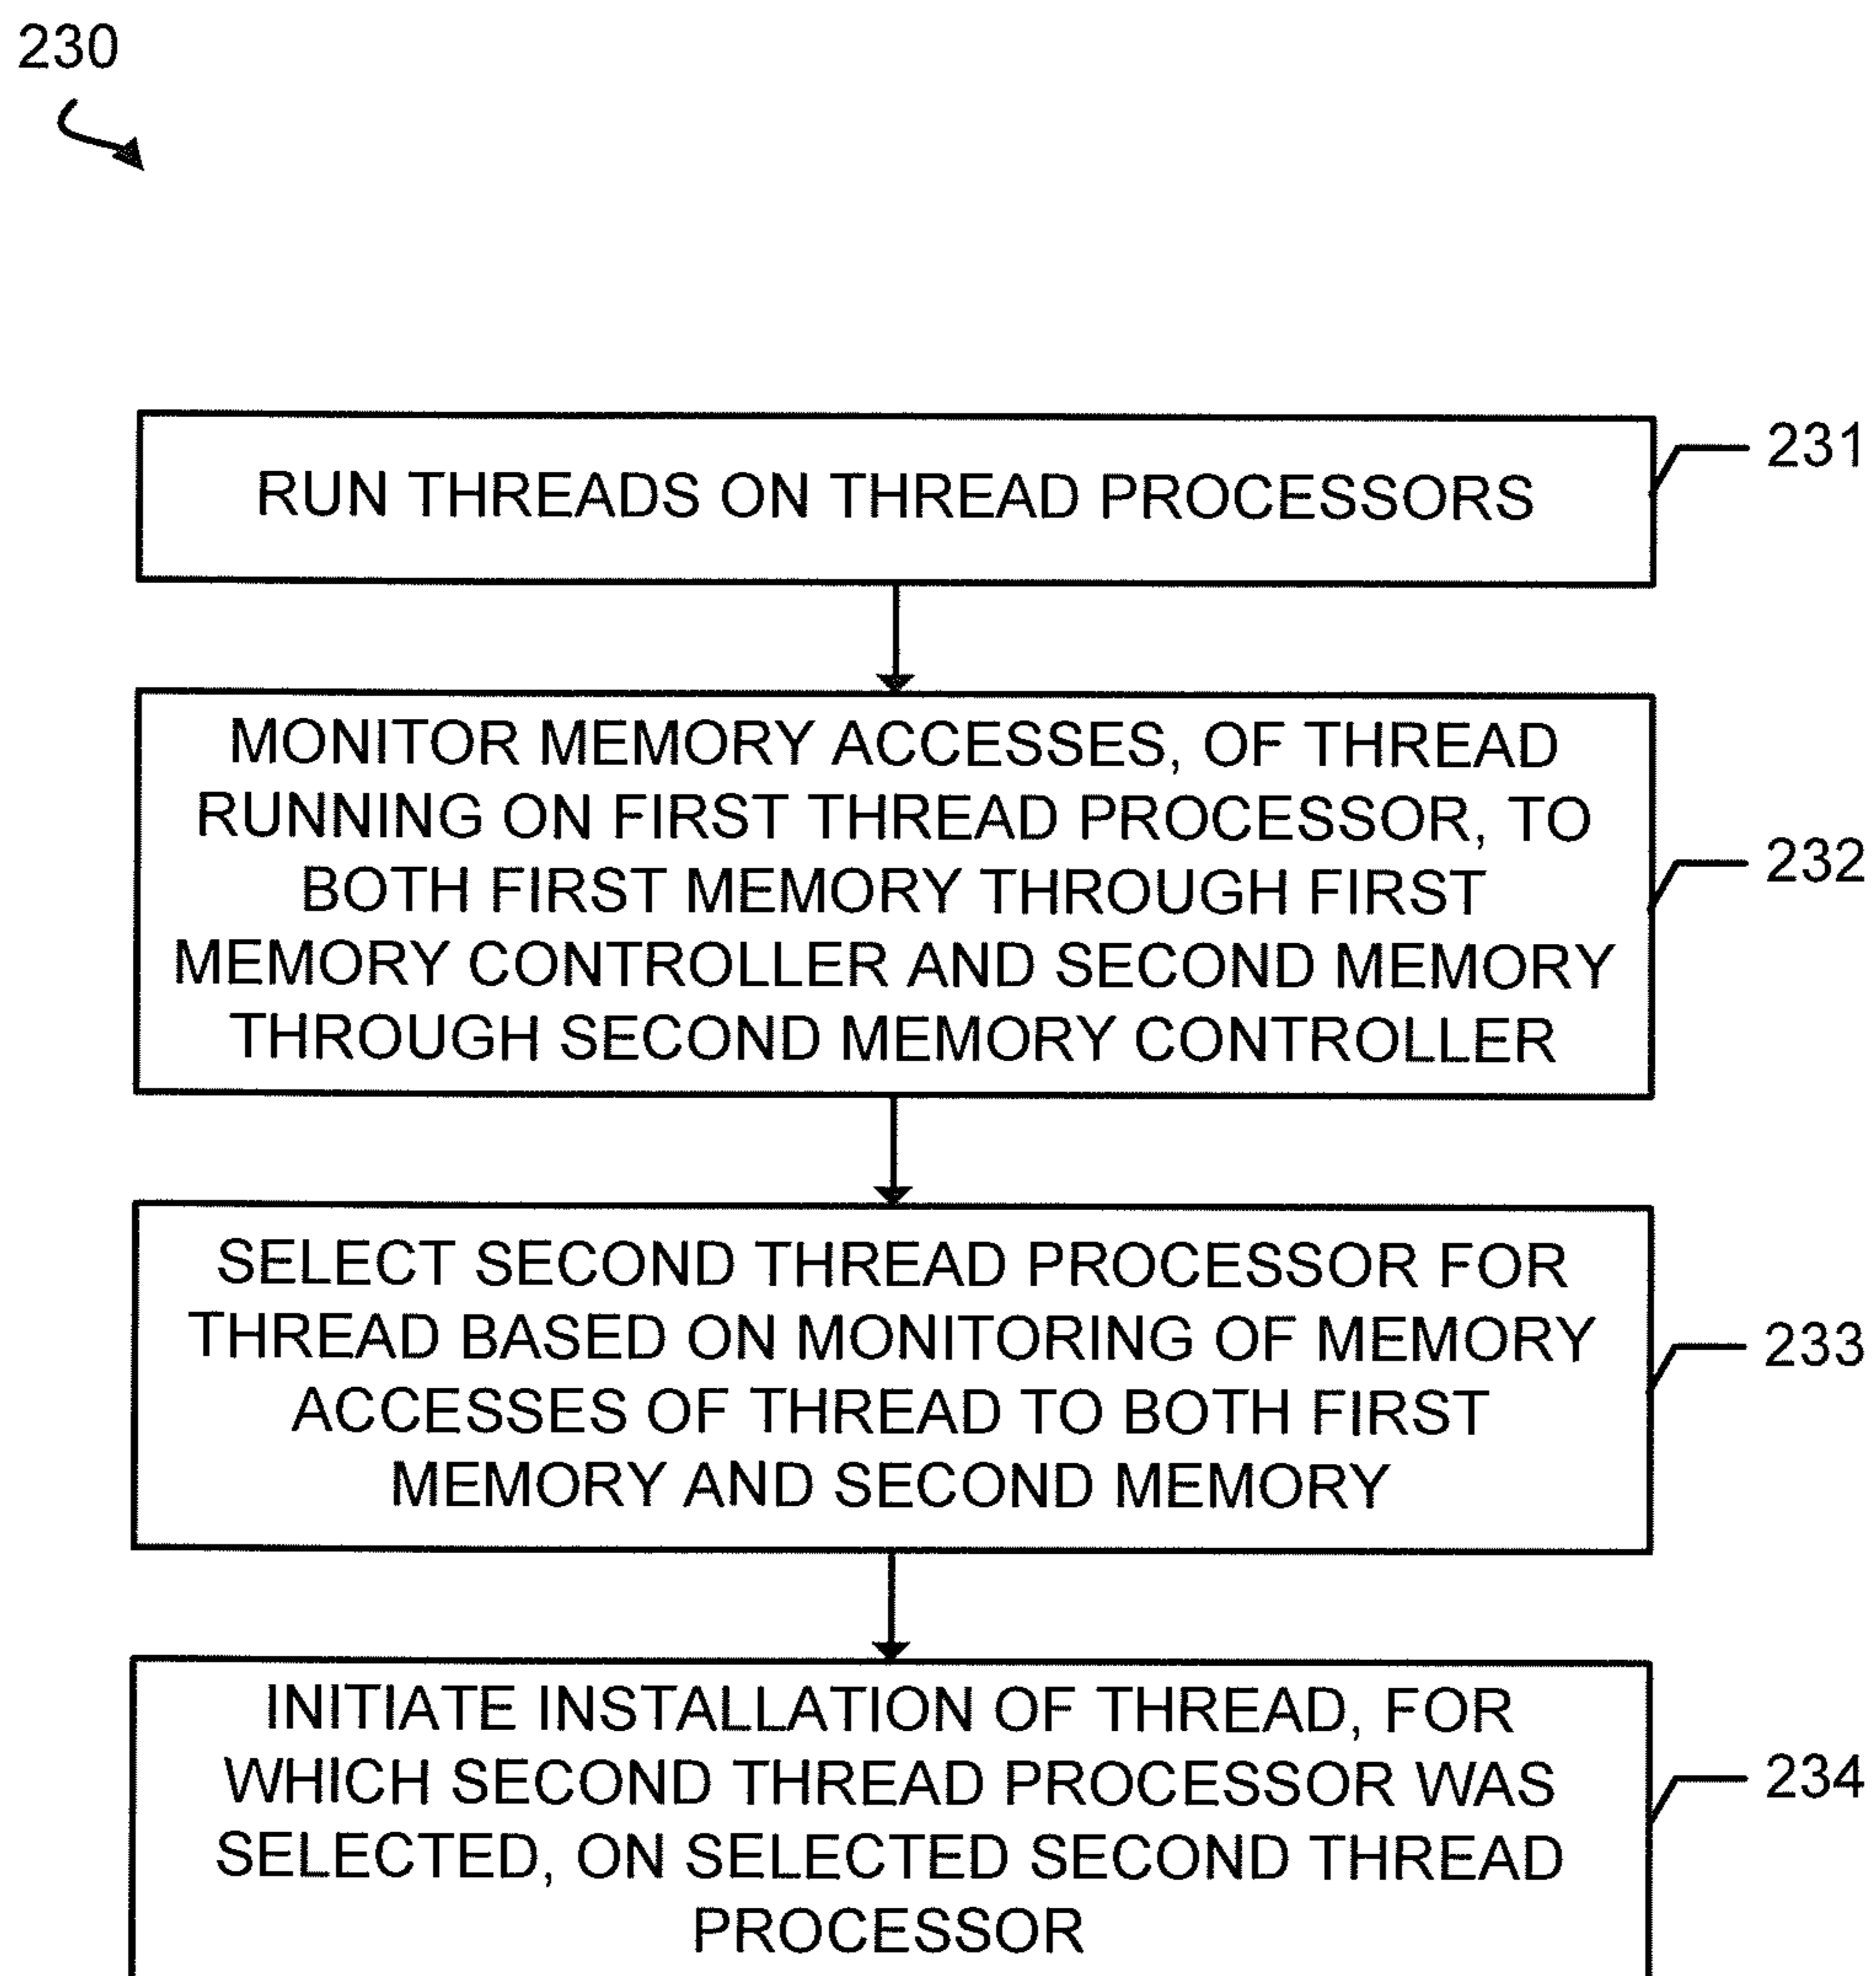 230
RUN THREADS ON THREAD PROCESSORS
231
MONITOR MEMORY ACCESSES, OF THREAD
RUNNING ON FIRST THREAD PROCESSOR, TO
BOTH FIRST MEMORY THROUGH FIRST
MEMORY CONTROLLER AND SECOND MEMORY
THROUGH SECOND MEMORY CONTROLLER
232
SELECT SECOND THREAD PROCESSOR FOR
THREAD BASED ON MONITORING OF MEMORY
ACCESSES OF THREAD TO BOTH FIRST
MEMORY AND SECOND MEMORY
233
INITIATE INSTALLATION OF THREAD, FOR
WHICH SECOND THREAD PROCESSOR WAS
SELECTED, ON SELECTED SECOND THREAD
PROCESSOR
234